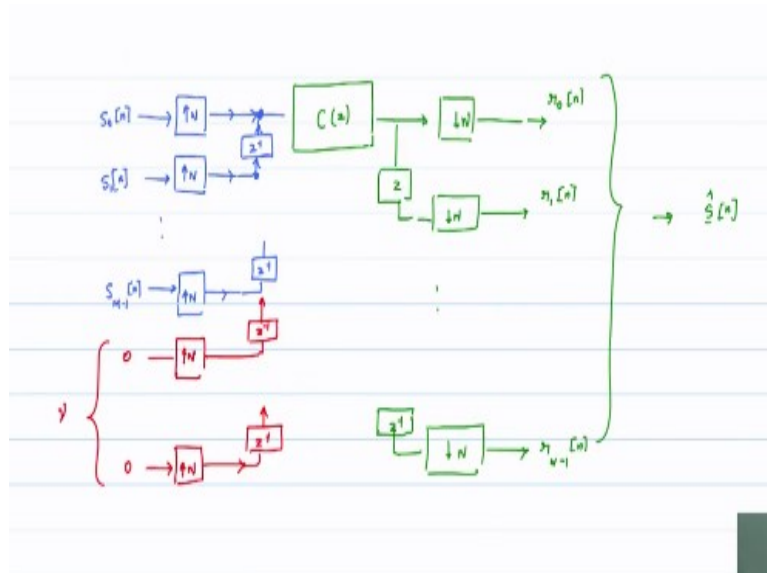 S₀[n] → ↑N
C(z)
↓N → r₀[n]
z⁻¹
S₁[n] → ↑N
z
↓N → r₁[n]
→ ŝ[n]
⋮
z⁻¹
S_{M-1}[n] → ↑N
⋮
z⁻¹
0 — ↑N
ν
z⁻¹
z⁻¹
0 → ↑N
↓N → r_{N-1}[n]